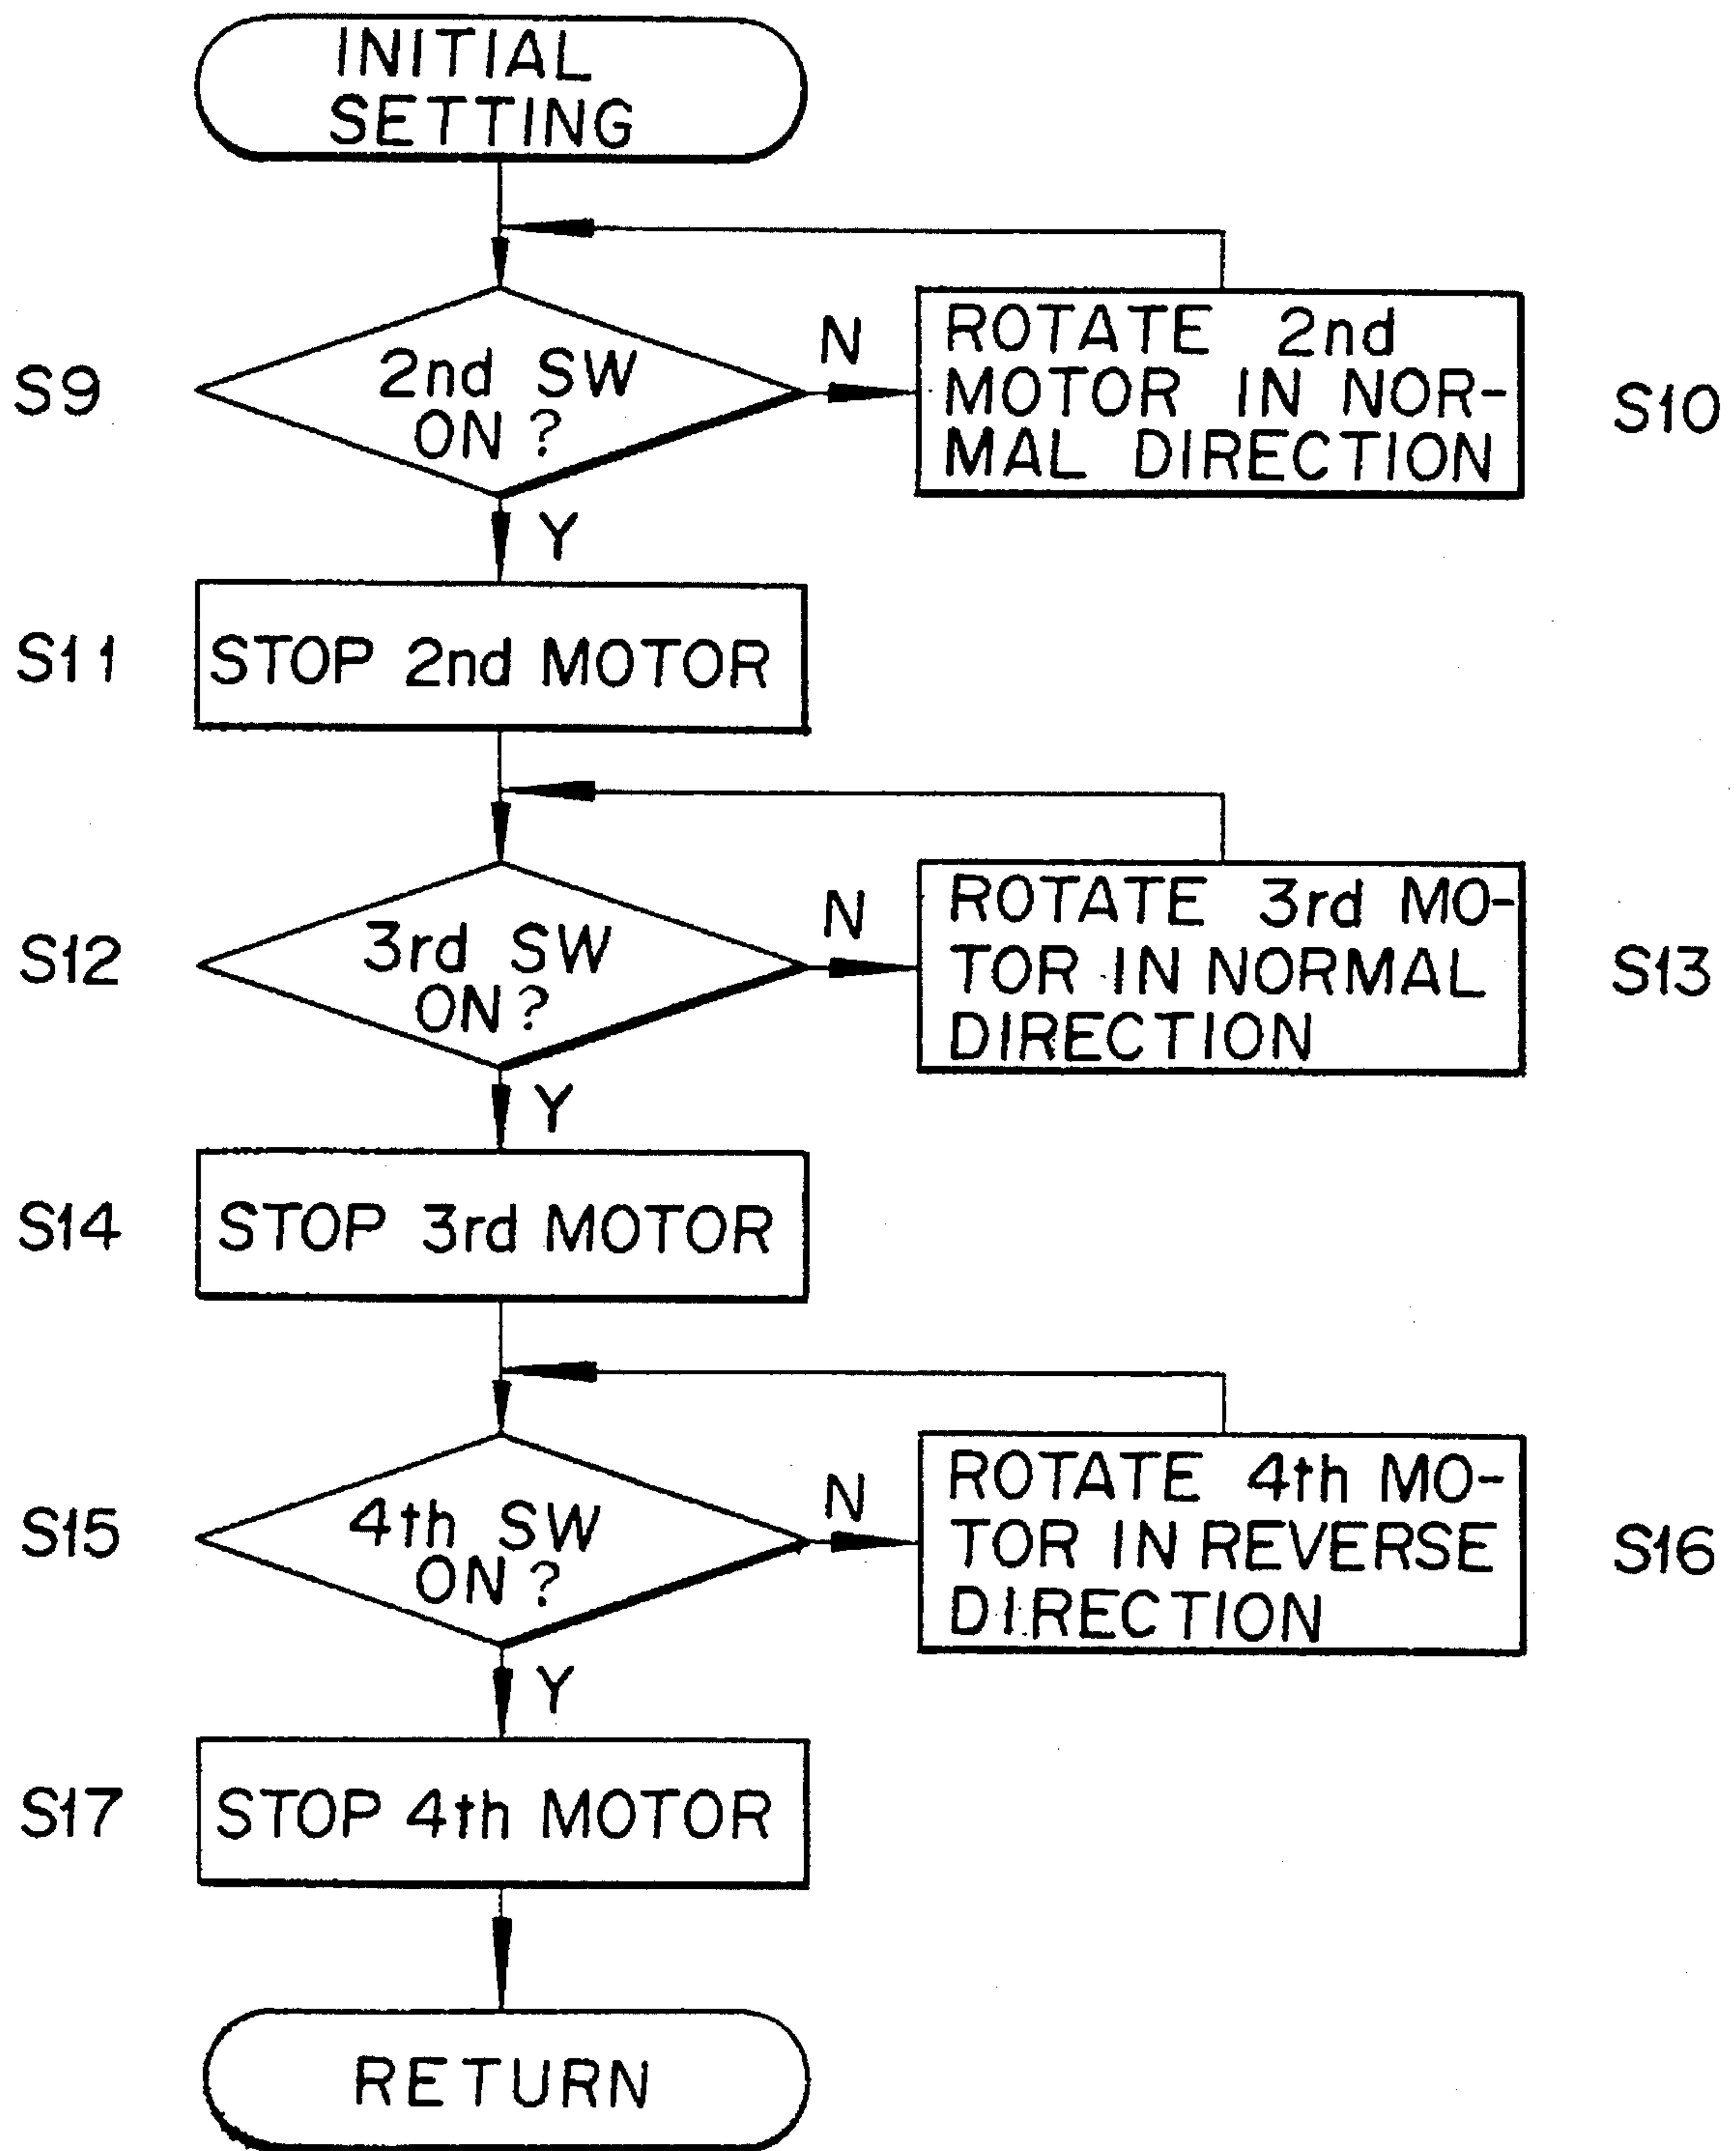 INITIAL
SETTING
S9
2nd SW
ON?
N
ROTATE 2nd
MOTOR IN NOR-
MAL DIRECTION
S10
Y
S11
STOP 2nd MOTOR
S12
3rd SW
ON?
N
ROTATE 3rd MO-
TOR IN NORMAL
DIRECTION
S13
Y
S14
STOP 3rd MOTOR
S15
4th SW
ON?
N
ROTATE 4th MO-
TOR IN REVERSE
DIRECTION
S16
Y
S17
STOP 4th MOTOR
RETURN